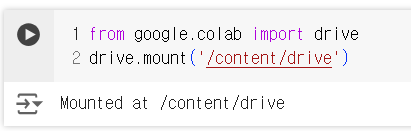 1 from google.colab import drive
2 drive.mount('/content/drive')
Mounted at /content/drive